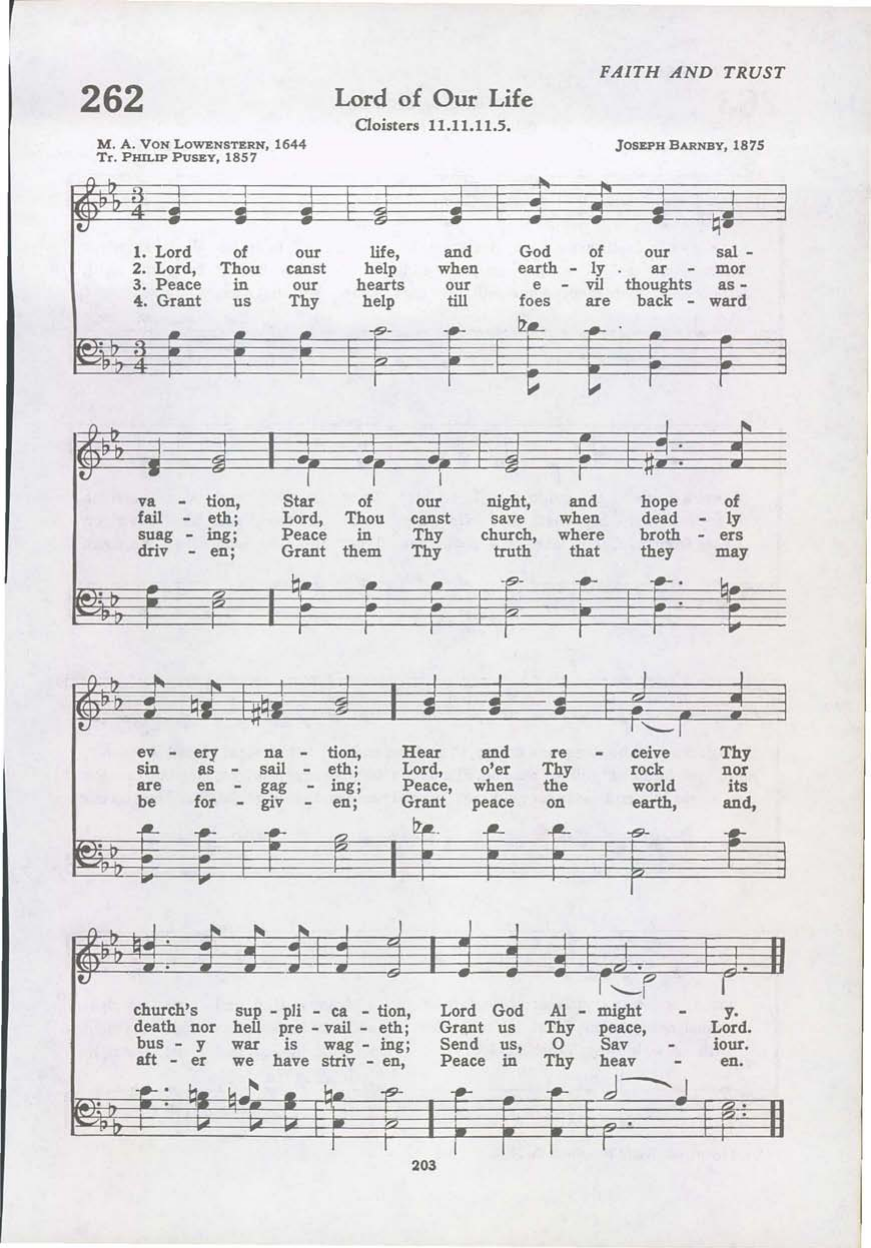 FAITH AND TRUST
262
Lord of Our Life
Cloisters 11.11.11.5.
M. A. VON LOWENSTERN, 1644
Tr. PHILIP PUSEY, 1857
JOSEPH BARNBY, 1875
1. Lord of our life, and God of our sal -
2. Lord, Thou canst help when earth - ly ar - mor
3. Peace in our hearts our e - vil thoughts as -
4. Grant us Thy help till foes are back - ward
va - tion, Star of our night, and hope of
fail - eth; Lord, Thou canst save when dead - ly
suag - ing; Peace in Thy church, where broth - ers
driv - en; Grant them Thy truth that they may
ev - ery na - tion, Hear and re - ceive Thy
sin as - sail - eth; Lord, o'er Thy rock nor
are en - gag - ing; Peace, when the world its
be for - giv - en; Grant peace on earth, and,
church's sup - pli - ca - tion, Lord God Al - might - y.
death nor hell pre - vail - eth; Grant us Thy peace, Lord.
bus - y war is wag - ing; Send us, O Sav - iour.
aft - er we have striv - en, Peace in Thy heav - en.
203